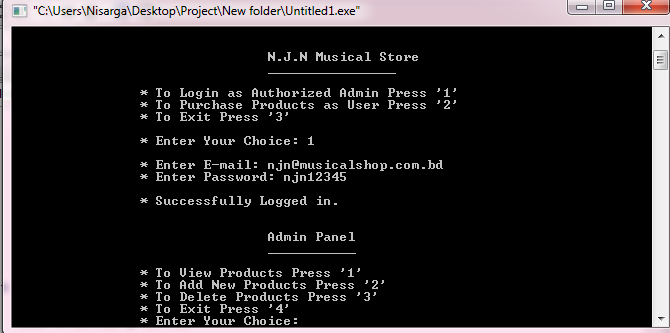 "C:\Users\Nisarga\Desktop\Project\New folder\Untitled1.exe"
N.J.N Musical Store
* To Login as Authorized Admin Press '1'
* To Purchase Products as User Press '2'
* To Exit Press '3'
* Enter Your Choice: 1
* Enter E-mail: njn@musicalshop.com.bd
* Enter Password: njn12345
* Successfully Logged in.
Admin Panel
* To View Products Press '1'
* To Add New Products Press '2'
* To Delete Products Press '3'
* To Exit Press '4'
* Enter Your Choice: